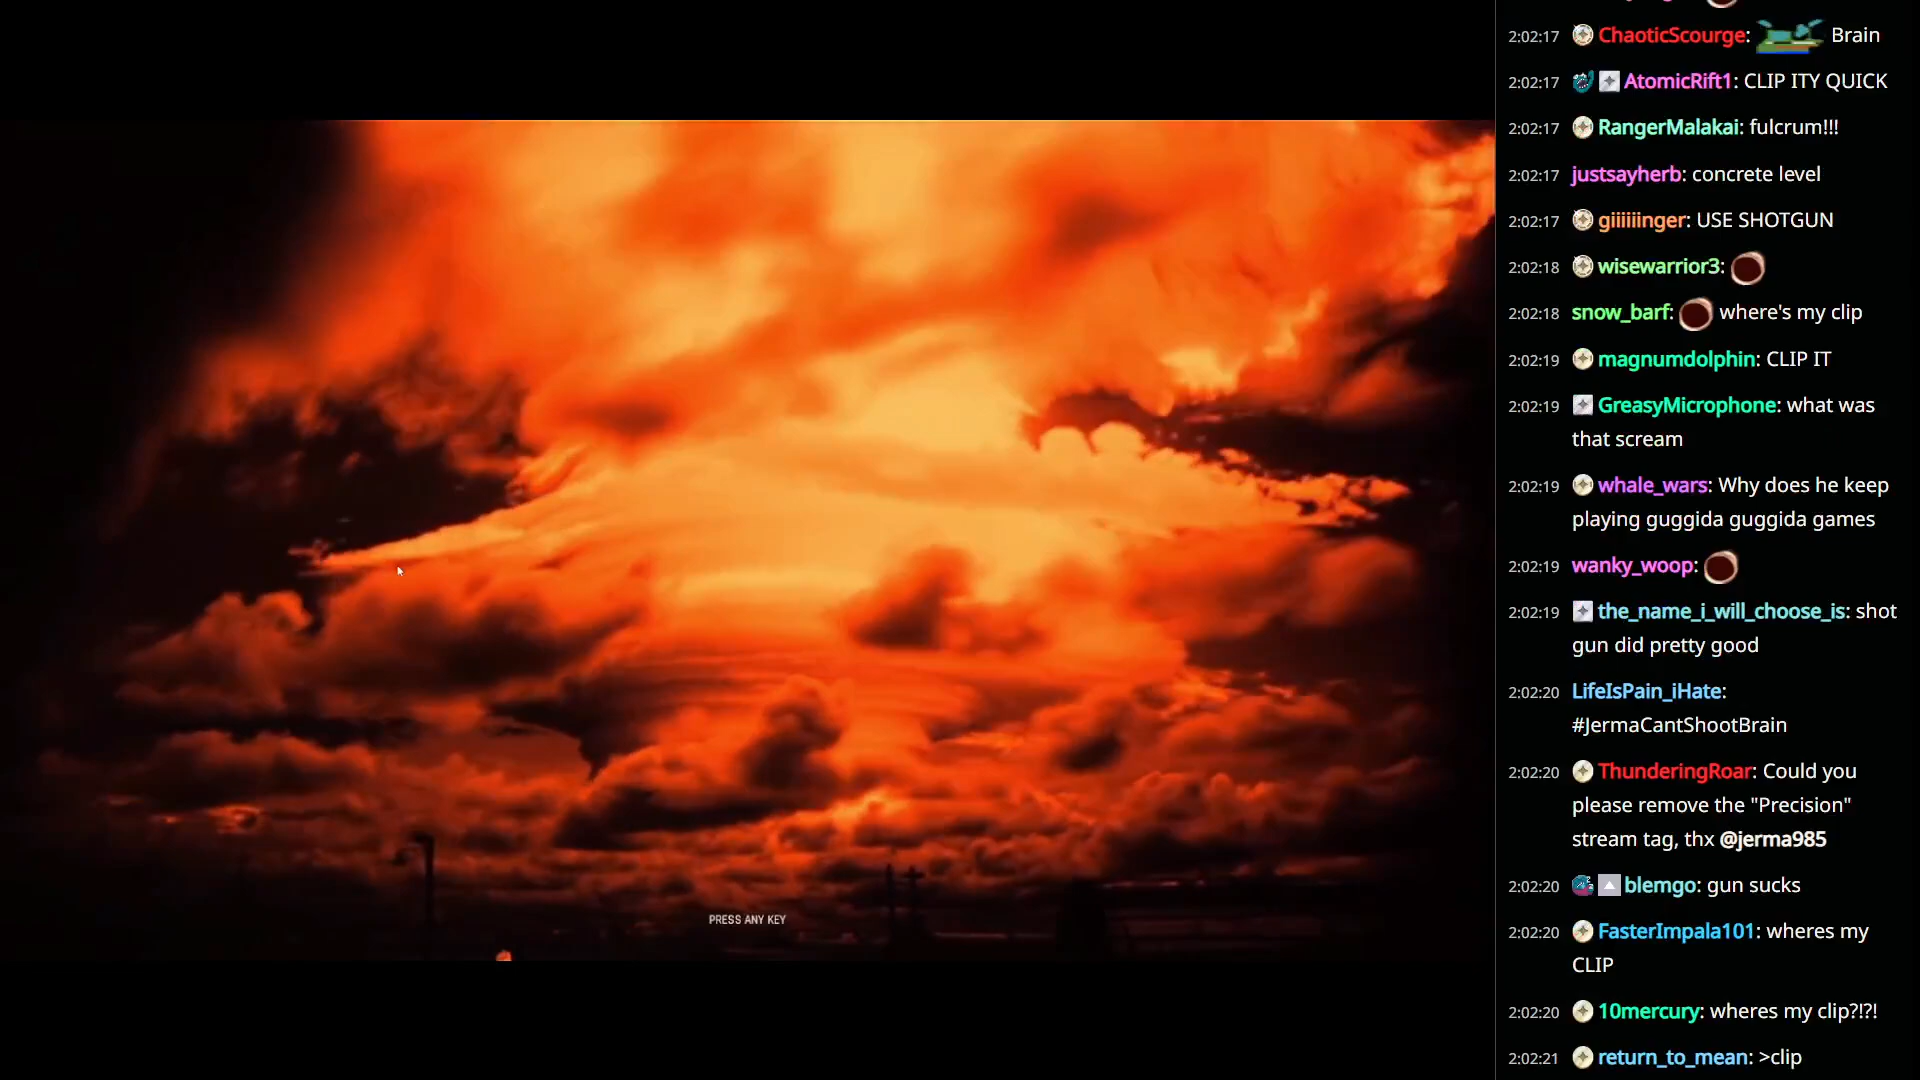 PRESS ANY KEY
2:02:17 ChaoticScourge: Brain
2:02:17 AtomicRift1: CLIP ITY QUICK
2:02:17 RangerMalakai: fulcrum!!!
2:02:17 justsayherb: concrete level
2:02:17 giiiiiinger: USE SHOTGUN
2:02:18 wisewarrior3:
2:02:18 snow_barf: where's my clip
2:02:19 magnumdolphin: CLIP IT
2:02:19 GreasyMicrophone: what was
that scream
2:02:19 whale_wars: Why does he keep
playing guggida guggida games
2:02:19 wanky_woop:
2:02:19 the_name_i_will_choose_is: shot
gun did pretty good
2:02:20 LifeIsPain_iHate:
#JermaCantShootBrain
2:02:20 ThunderingRoar: Could you
please remove the "Precision"
stream tag, thx @jerma985
2:02:20 blemgo: gun sucks
2:02:20 FasterImpala101: wheres my
CLIP
2:02:20 10mercury: wheres my clip?!?!
2:02:21 return_to_mean: >clip